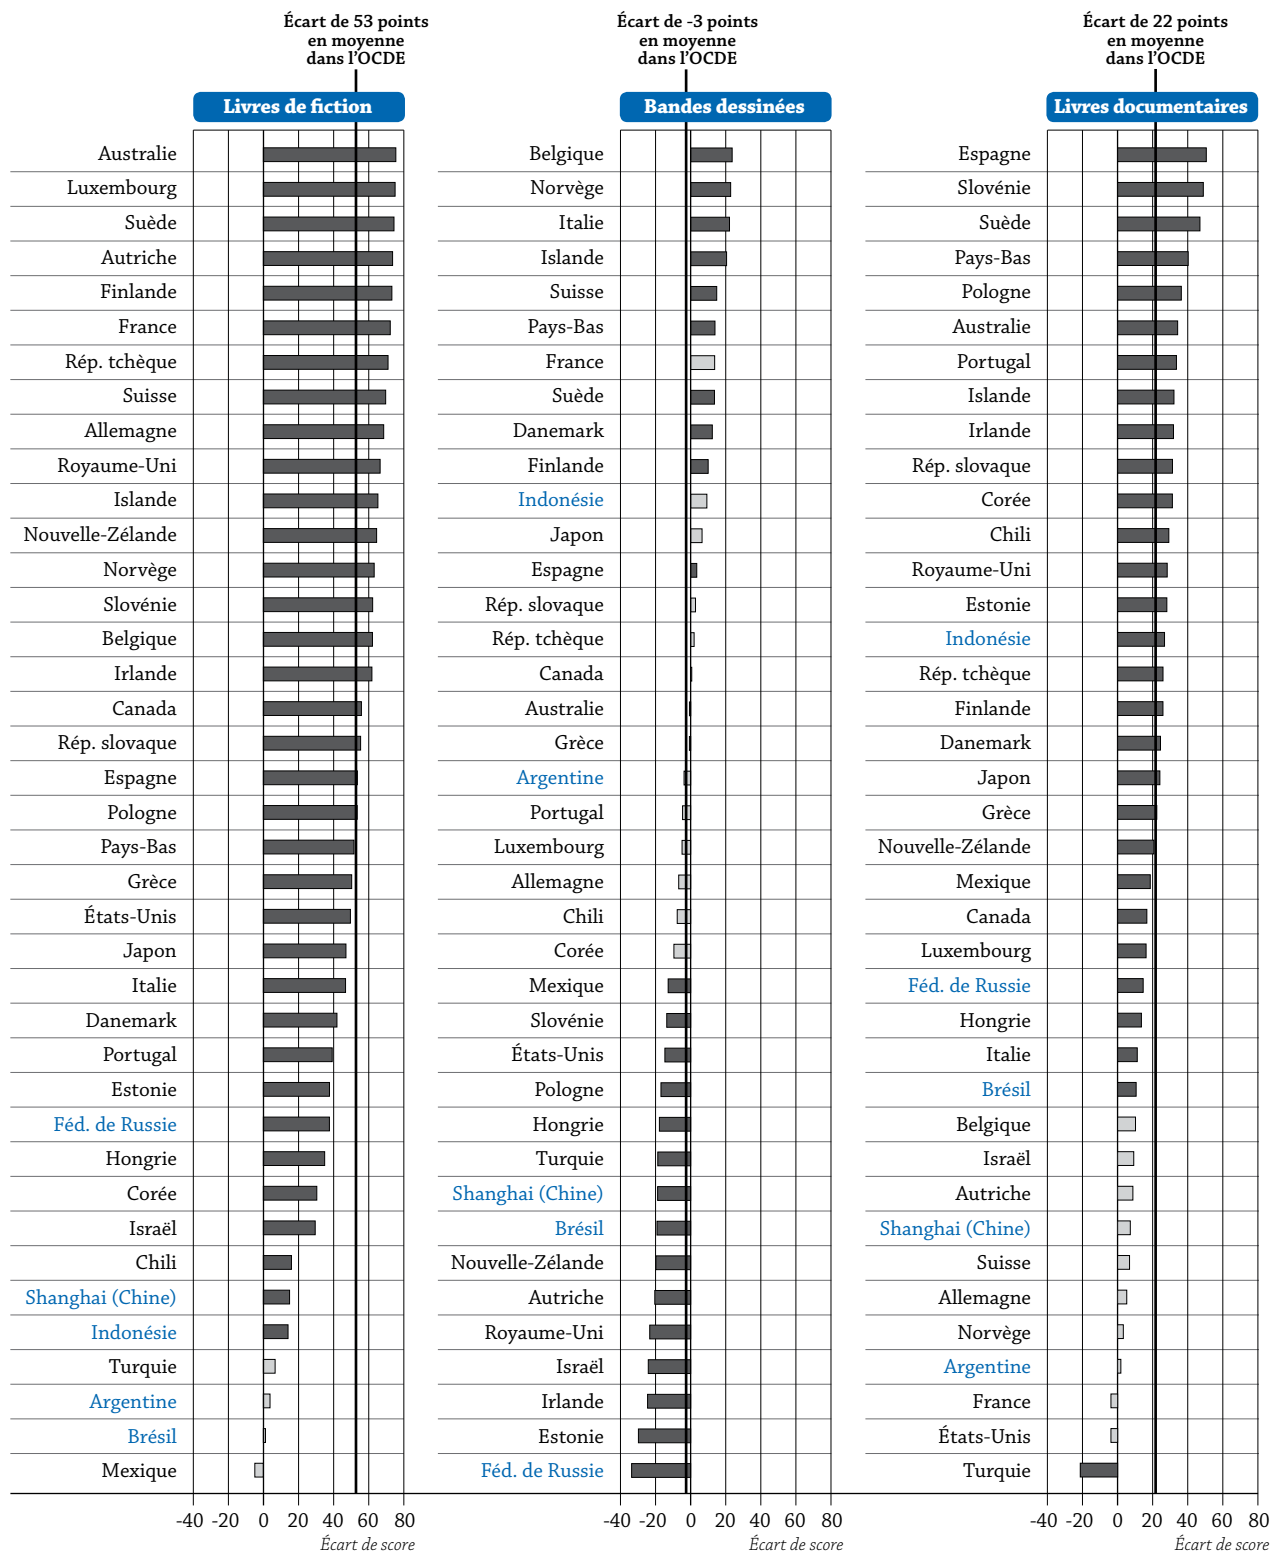 Écart de 53 points
en moyenne
dans l'OCDE
Livres de fiction
Australie
Luxembourg
Suède
Autriche
Finlande
France
Rép. tchèque
Suisse
Allemagne
Royaume-Uni
Islande
Nouvelle-Zélande
Norvège
Slovénie
Belgique
Irlande
Canada
Rép. slovaque
Espagne
Pologne
Pays-Bas
Grèce
États-Unis
Japon
Italie
Danemark
Portugal
Estonie
Féd. de Russie
Hongrie
Corée
Israël
Chili
Shanghai (Chine)
Indonésie
Turquie
Argentine
Brésil
Mexique
-40 -20 0 20 40 60 80
Écart de score
Écart de -3 points
en moyenne
dans l'OCDE
Bandes dessinées
Belgique
Norvège
Italie
Islande
Suisse
Pays-Bas
France
Suède
Danemark
Finlande
Indonésie
Japon
Espagne
Rép. slovaque
Rép. tchèque
Canada
Australie
Grèce
Argentine
Portugal
Luxembourg
Allemagne
Chili
Corée
Mexique
Slovénie
États-Unis
Pologne
Hongrie
Turquie
Shanghai (Chine)
Brésil
Nouvelle-Zélande
Autriche
Royaume-Uni
Israël
Irlande
Estonie
Féd. de Russie
-40 -20 0 20 40 60 80
Écart de score
Écart de 22 points
en moyenne
dans l'OCDE
Livres documentaires
Espagne
Slovénie
Suède
Pays-Bas
Pologne
Australie
Portugal
Islande
Irlande
Rép. slovaque
Corée
Chili
Royaume-Uni
Estonie
Indonésie
Rép. tchèque
Finlande
Danemark
Japon
Grèce
Nouvelle-Zélande
Mexique
Canada
Luxembourg
Féd. de Russie
Hongrie
Italie
Brésil
Belgique
Israël
Autriche
Shanghai (Chine)
Suisse
Allemagne
Norvège
Argentine
France
États-Unis
Turquie
-40 -20 0 20 40 60 80
Écart de score